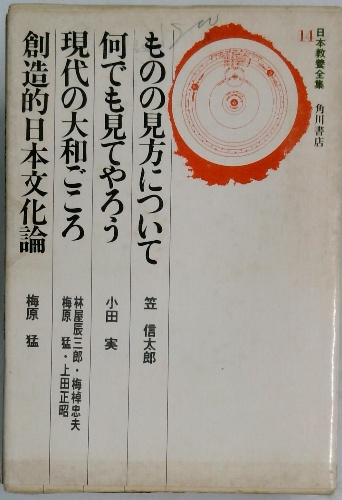 日本教養全集
14
角川書店
ものの見方について
笠 信太郎
何でも見てやろう
小田 実
現代の大和ごころ
林屋辰三郎・梅棹忠夫
梅原 猛・上田正昭
創造的日本文化論
梅原 猛